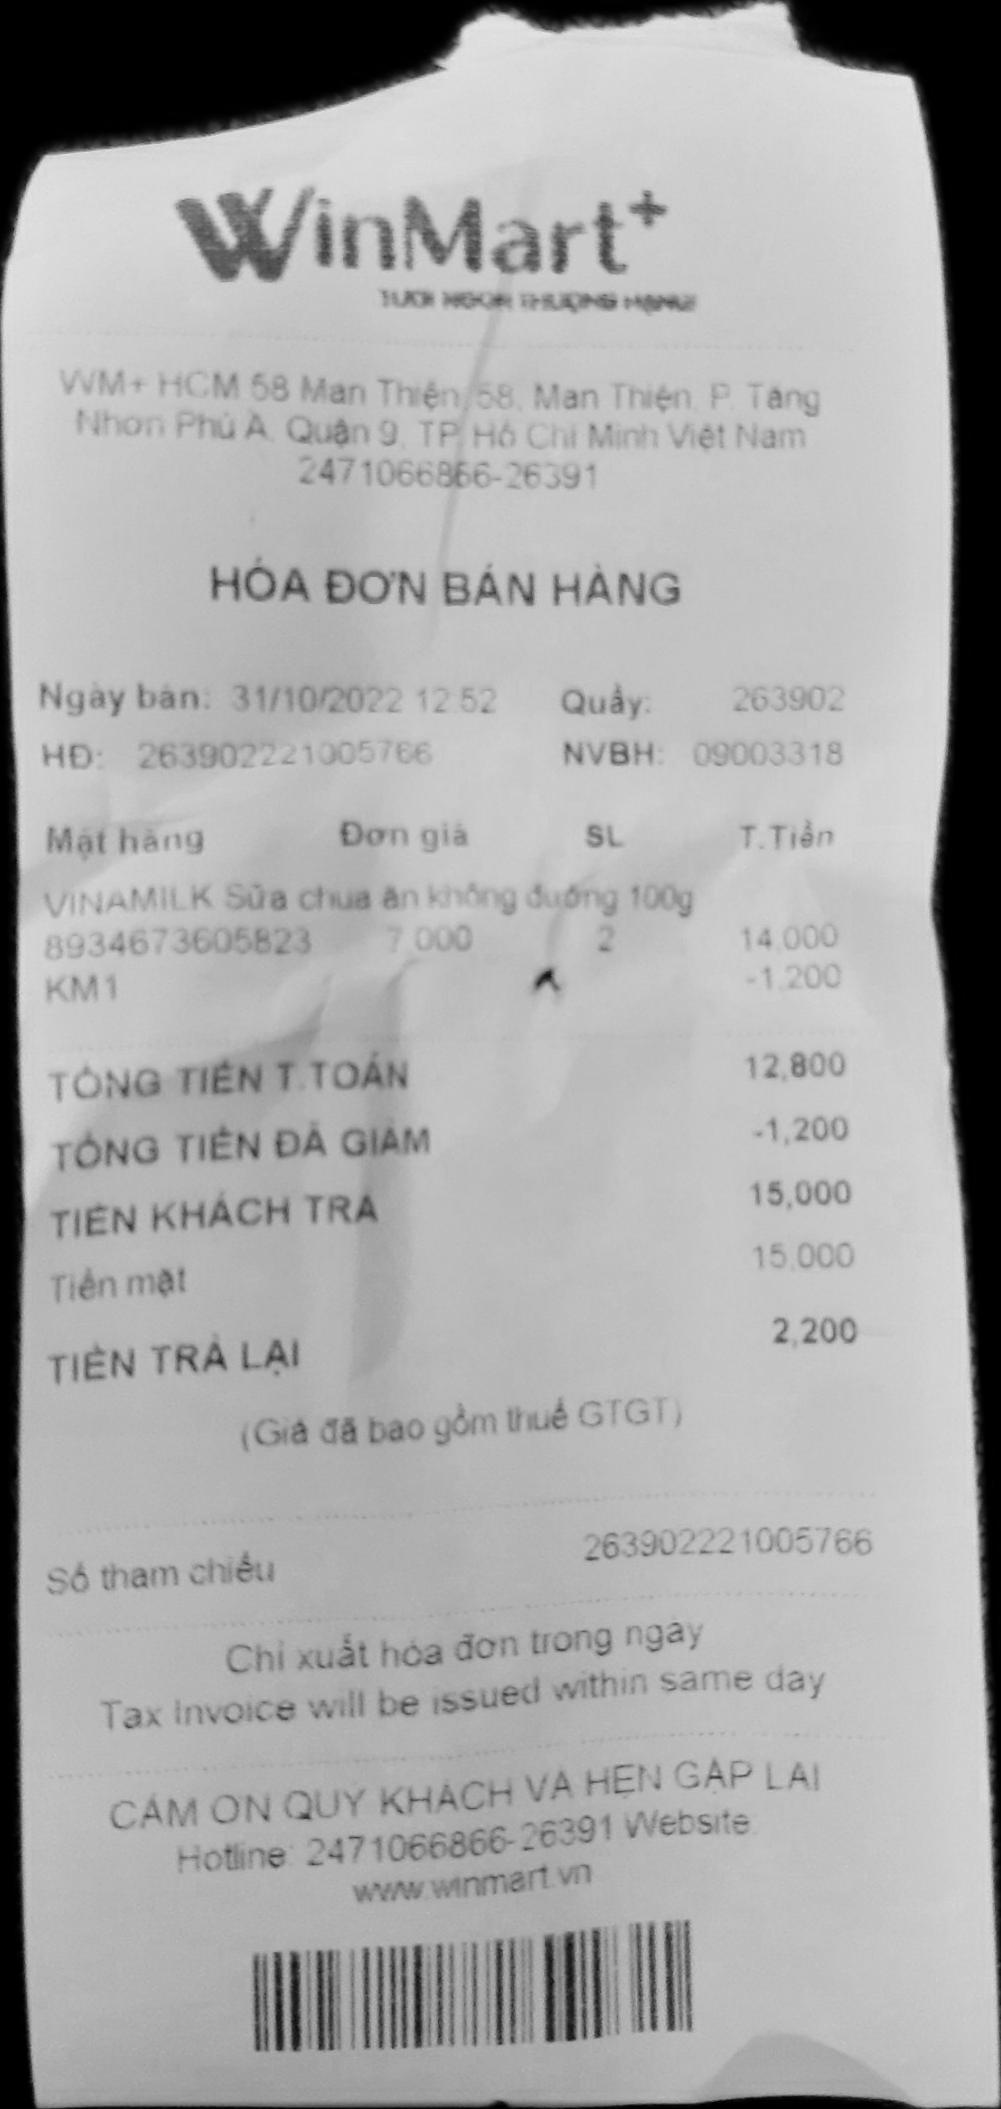 WinMart+
TƯƠI NGON THƯỢNG HẠNG!
WM+ HCM 58 Man Thiện, 58, Man Thiện, P. Tăng
Nhơn Phú A, Quận 9, TP. Hồ Chí Minh Việt Nam
2471066866-26391
HÓA ĐƠN BÁN HÀNG
Ngày bán: 31/10/2022 12:52 Quầy: 263902
HĐ: 263902221005766 NVBH: 09003318
Mặt hàng Đơn giá SL T.Tiền
VINAMILK Sữa chua ăn không đường 100g
8934673605823 7,000 2 14,000
KM1 -1,200
TỔNG TIỀN T.TOÁN 12,800
TỔNG TIỀN ĐÃ GIẢM -1,200
TIỀN KHÁCH TRẢ 15,000
Tiền mặt 15,000
TIỀN TRẢ LẠI 2,200
(Giá đã bao gồm thuế GTGT)
Số tham chiếu 263902221005766
Chỉ xuất hóa đơn trong ngày
Tax Invoice will be issued within same day
CẢM ƠN QUÝ KHÁCH VÀ HẸN GẶP LẠI
Hotline: 2471066866-26391 Website:
www.winmart.vn